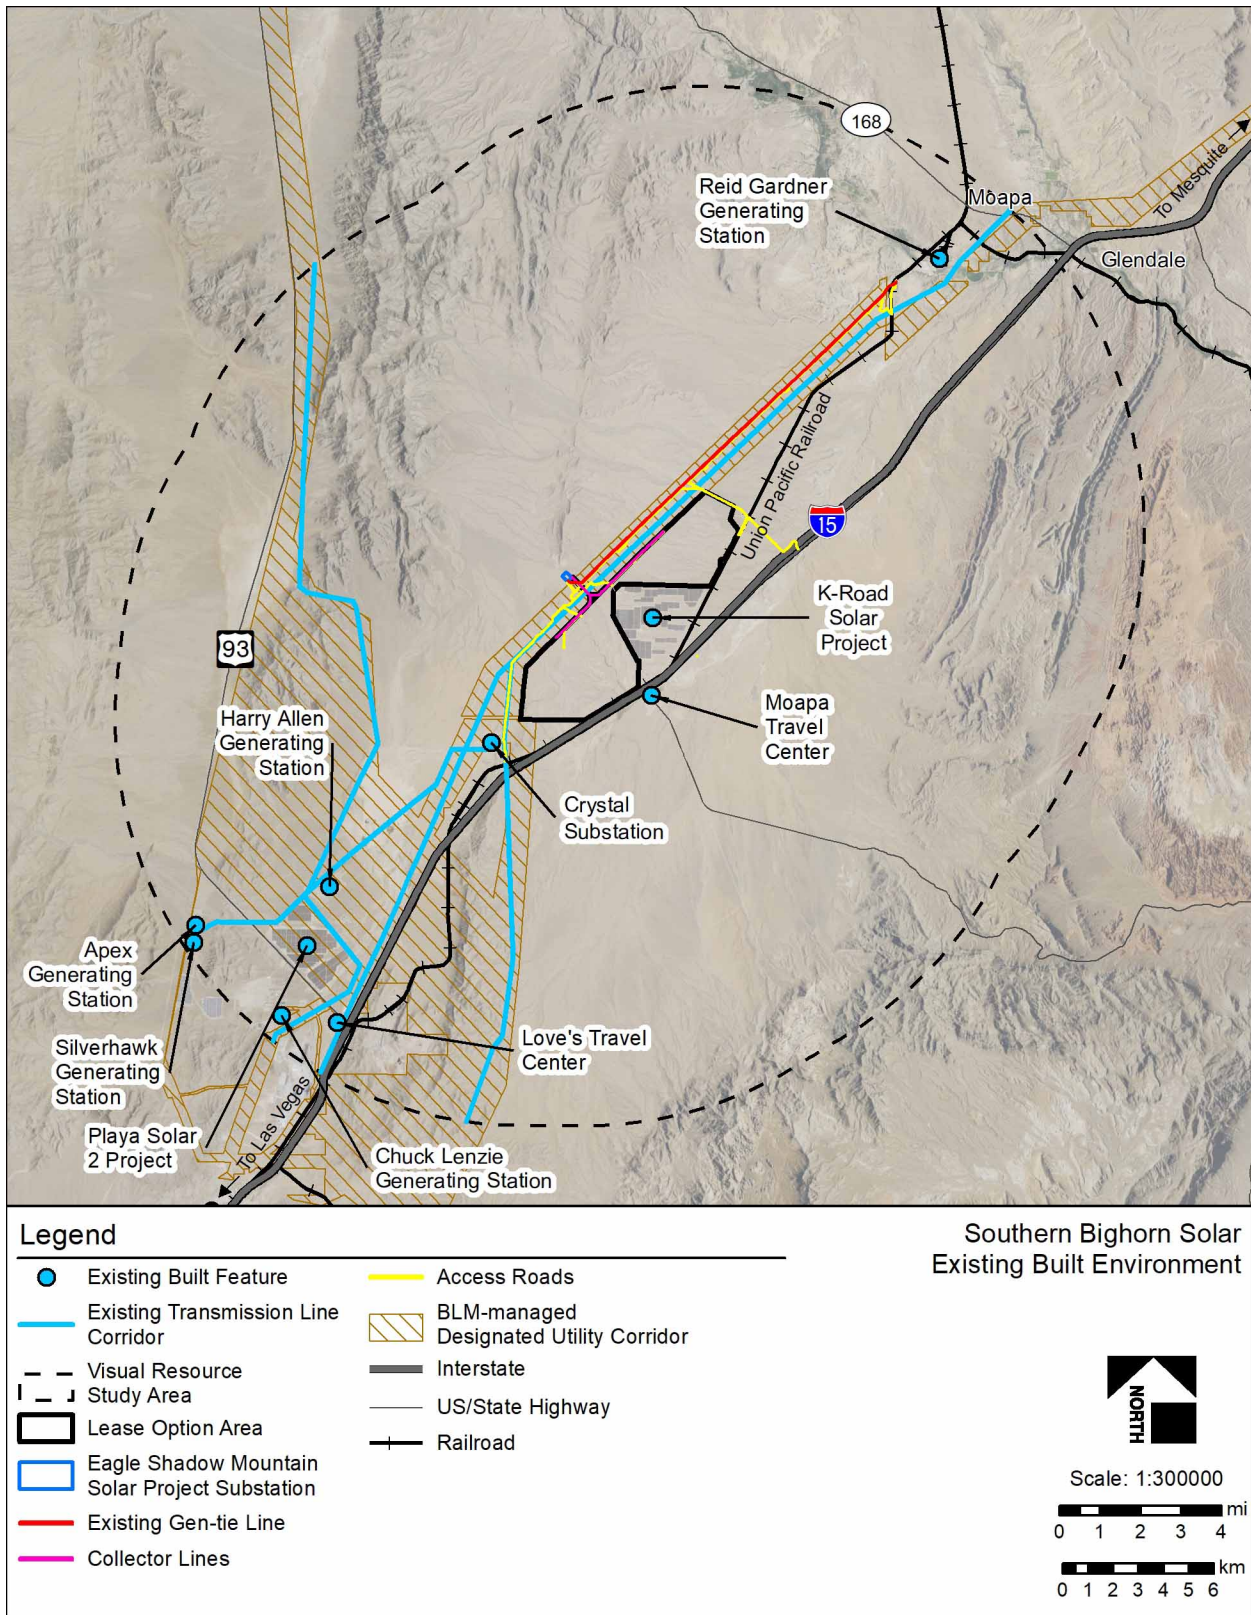 168
To Mesquite
Reid Gardner
Generating
Station
Moapa
Glendale
Union Pacific Railroad
15
K-Road
Solar
Project
93
Harry Allen
Generating
Station
Moapa
Travel
Center
Crystal
Substation
Apex
Generating
Station
Silverhawk
Generating
Station
Love's Travel
Center
To Las Vegas
Playa Solar
2 Project
Chuck Lenzie
Generating Station
Legend
Existing Built Feature
Existing Transmission Line
Corridor
Visual Resource
Study Area
Lease Option Area
Eagle Shadow Mountain
Solar Project Substation
Existing Gen-tie Line
Collector Lines
Access Roads
BLM-managed
Designated Utility Corridor
Interstate
US/State Highway
Railroad
Southern Bighorn Solar
Existing Built Environment
NORTH
Scale: 1:300000
mi
0 1 2 3 4
km
0 1 2 3 4 5 6